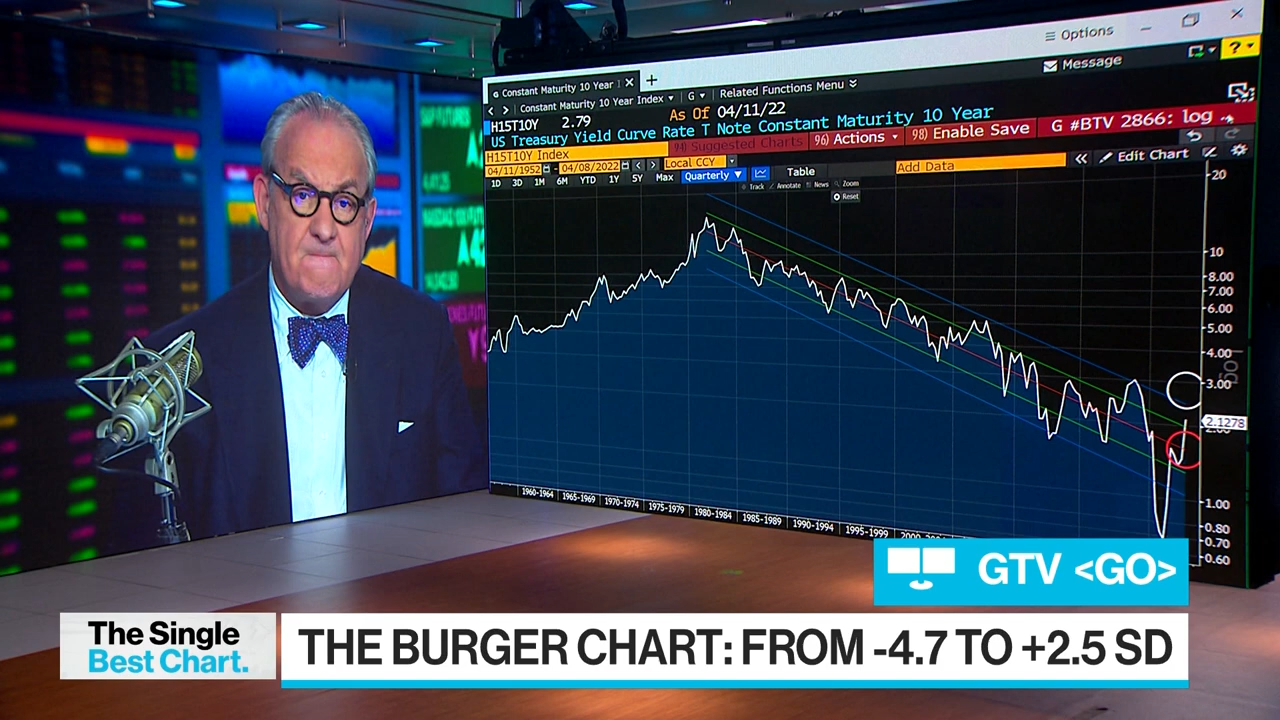 Options
Message
Constant Maturity 10 Year
Constant Maturity 10 Year Index
G
Related Functions Menu
H15T10Y 2.79 As Of 04/11/22
US Treasury Yield Curve Rate T Note Constant Maturity 10 Year
H15T10Y Index
94) Suggested Charts
96) Actions
98) Enable Save
G #BTV 2866: log
04/11/1952 - 04/08/2022
Local CCY
Add Data
Edit Chart
1D 3D 1M 6M YTD 1Y 5Y Max Quarterly Table
Track Annotate News Zoom
Reset
20
10
8.00
7.00
6.00
5.00
4.00
3.00
2.1278
2.00
1.00
0.80
0.70
0.60
Log
1960-1964 1965-1969 1970-1974 1975-1979 1980-1984 1985-1989 1990-1994 1995-1999
GTV <GO>
The Single
Best Chart.
THE BURGER CHART: FROM -4.7 TO +2.5 SD